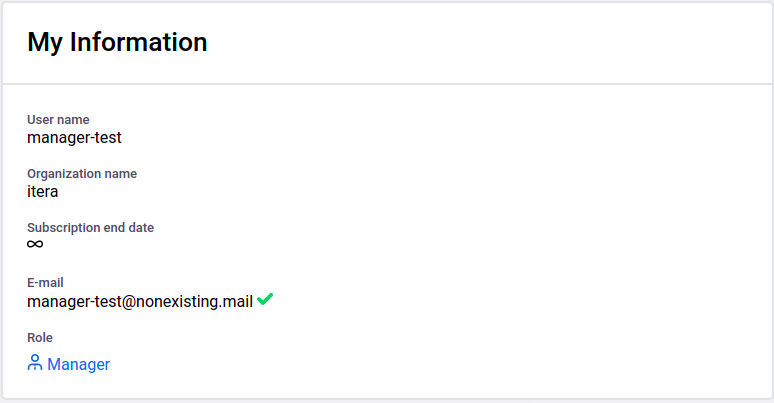 My Information
User name
manager-test
Organization name
itera
Subscription end date
∞
E-mail
manager-test@nonexisting.mail
Role
Manager